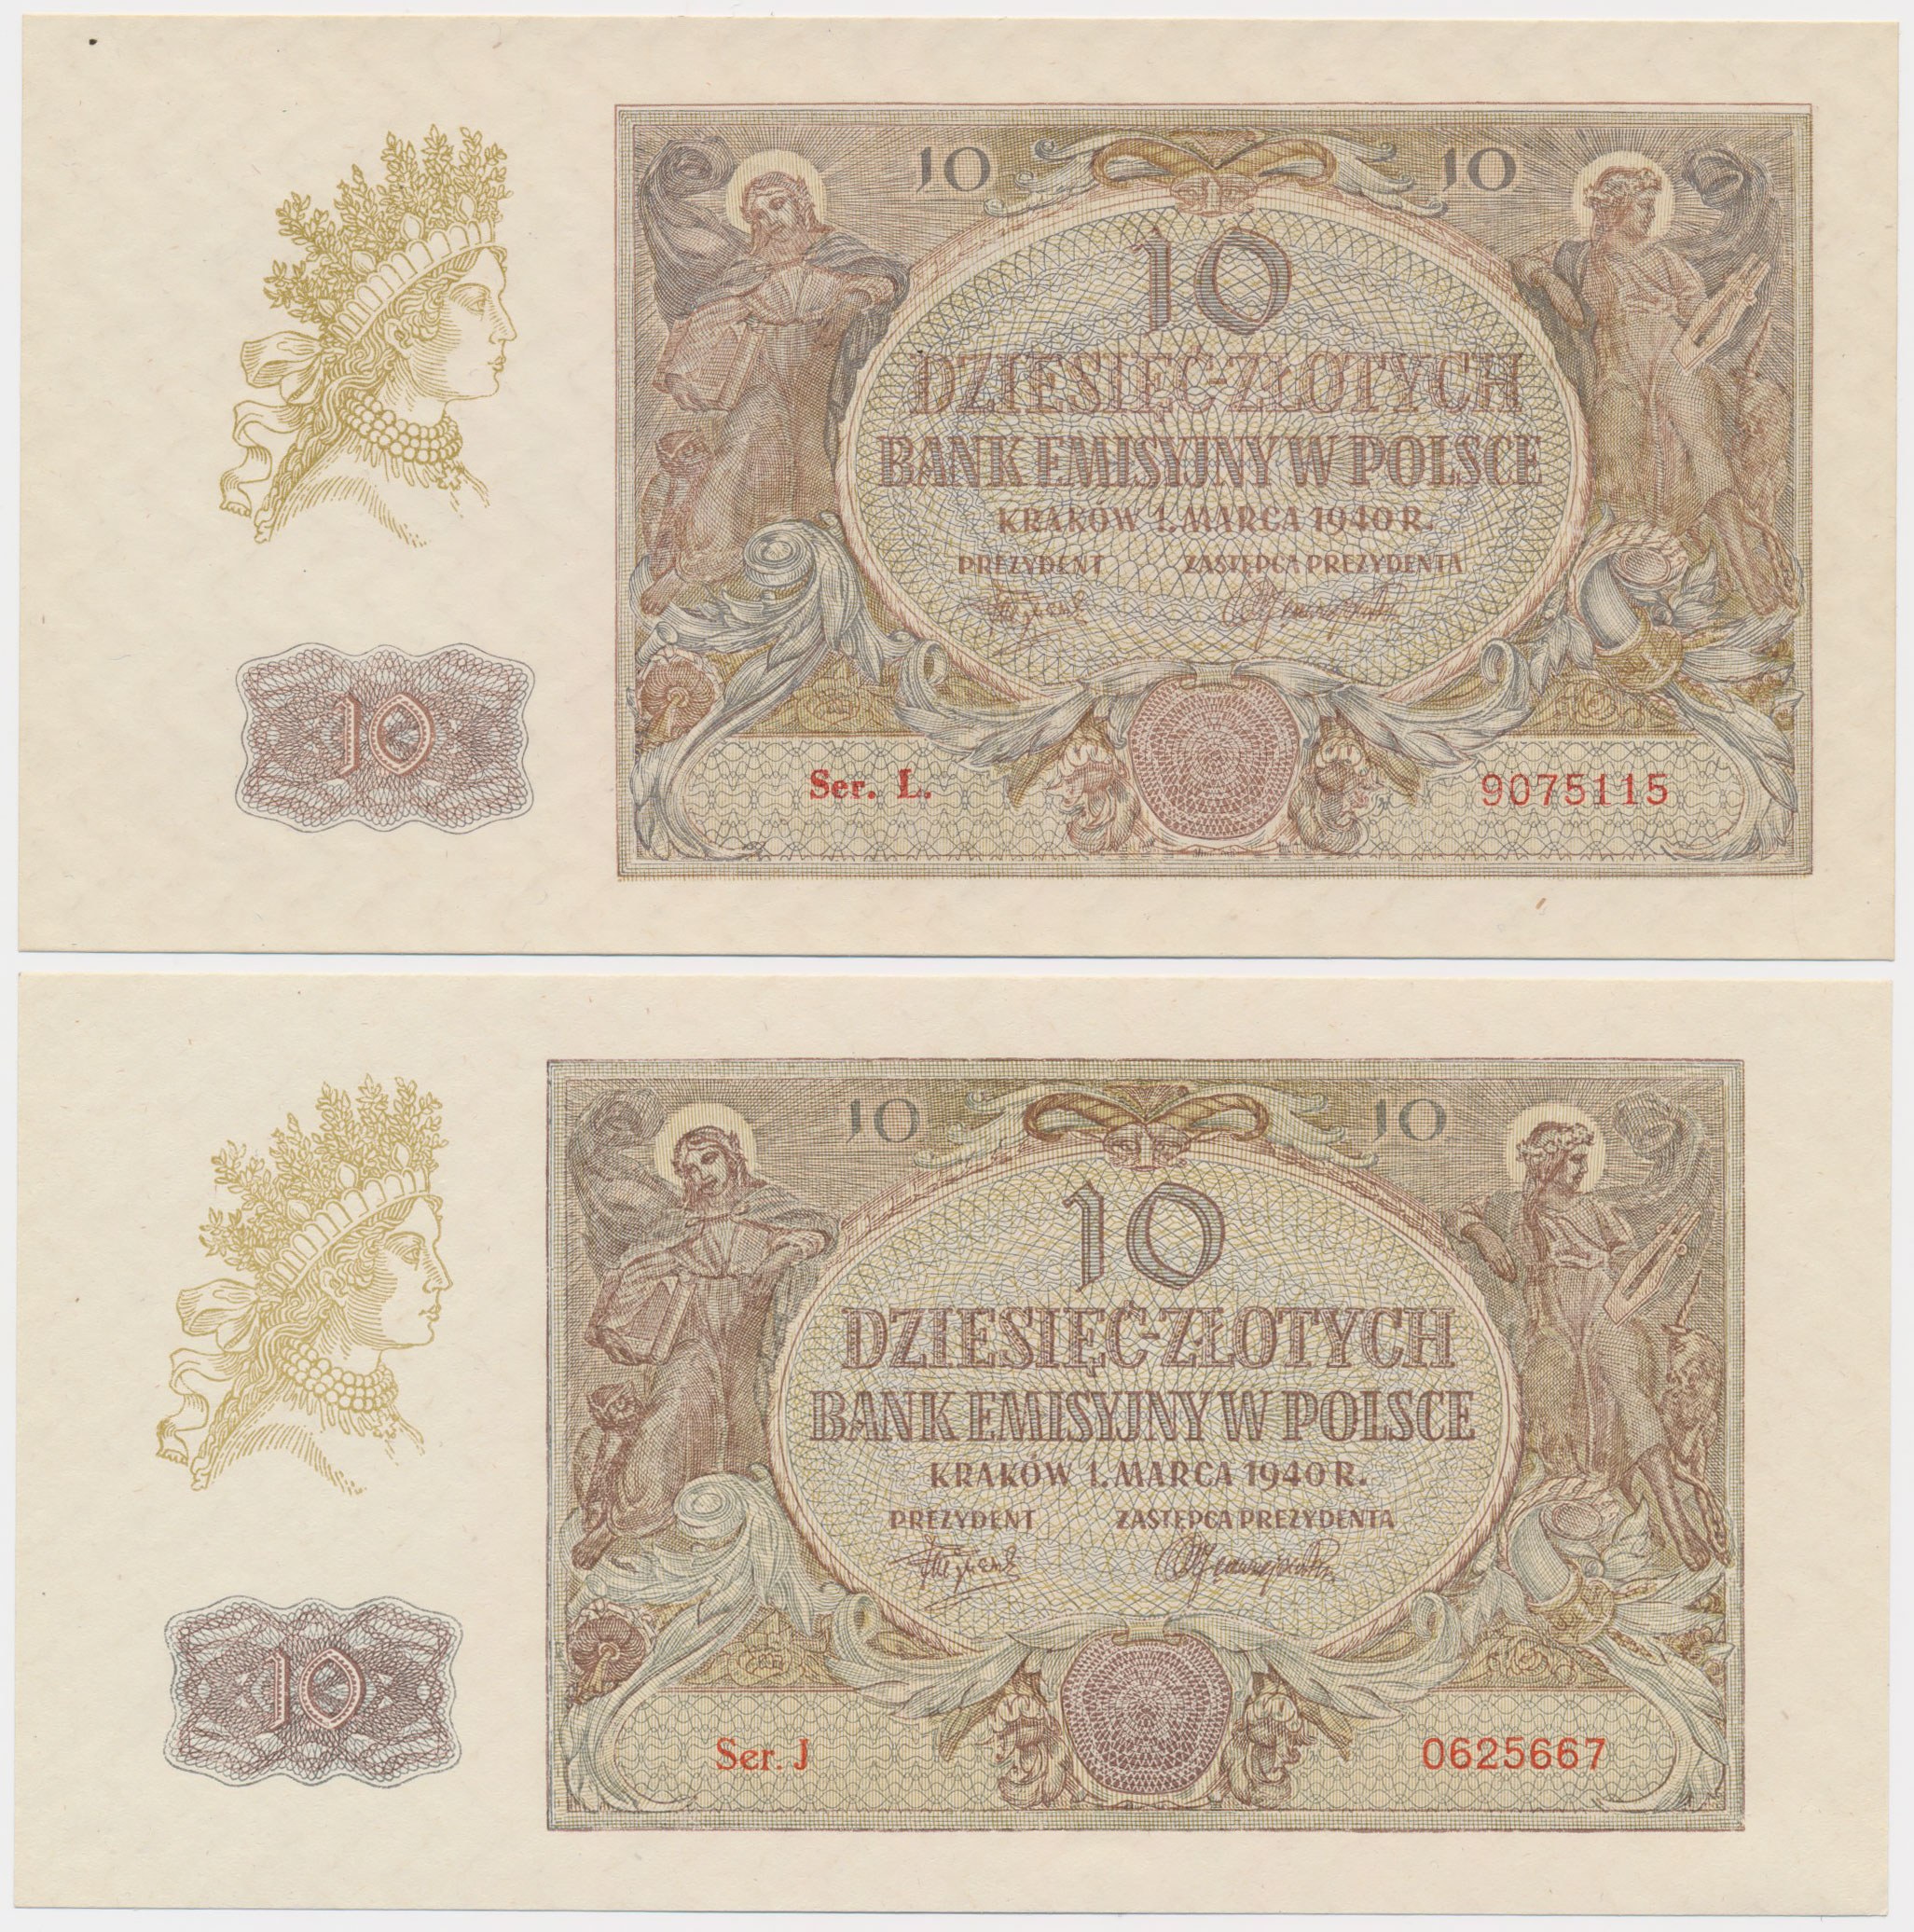 10 10
10
DZIESIĘĆ-ZŁOTYCH
BANK EMISYJNY W POLSCE
KRAKÓW 1. MARCA 1940 R.
PREZYDENT ZASTĘPCA PREZYDENTA
10
Ser. L. 9075115
10 10
10
DZIESIĘĆ-ZŁOTYCH
BANK EMISYJNY W POLSCE
KRAKÓW 1. MARCA 1940 R.
PREZYDENT ZASTĘPCA PREZYDENTA
10
Ser. J 0625667